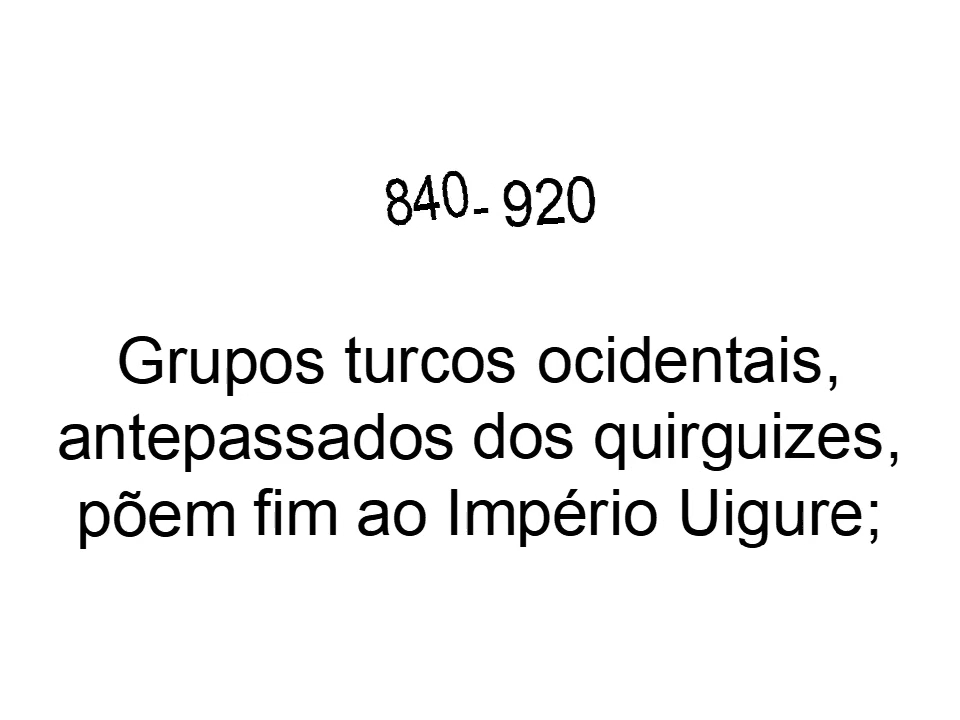 840- 920
Grupos turcos ocidentais,
antepassados dos quirguizes,
põem fim ao Império Uigure;